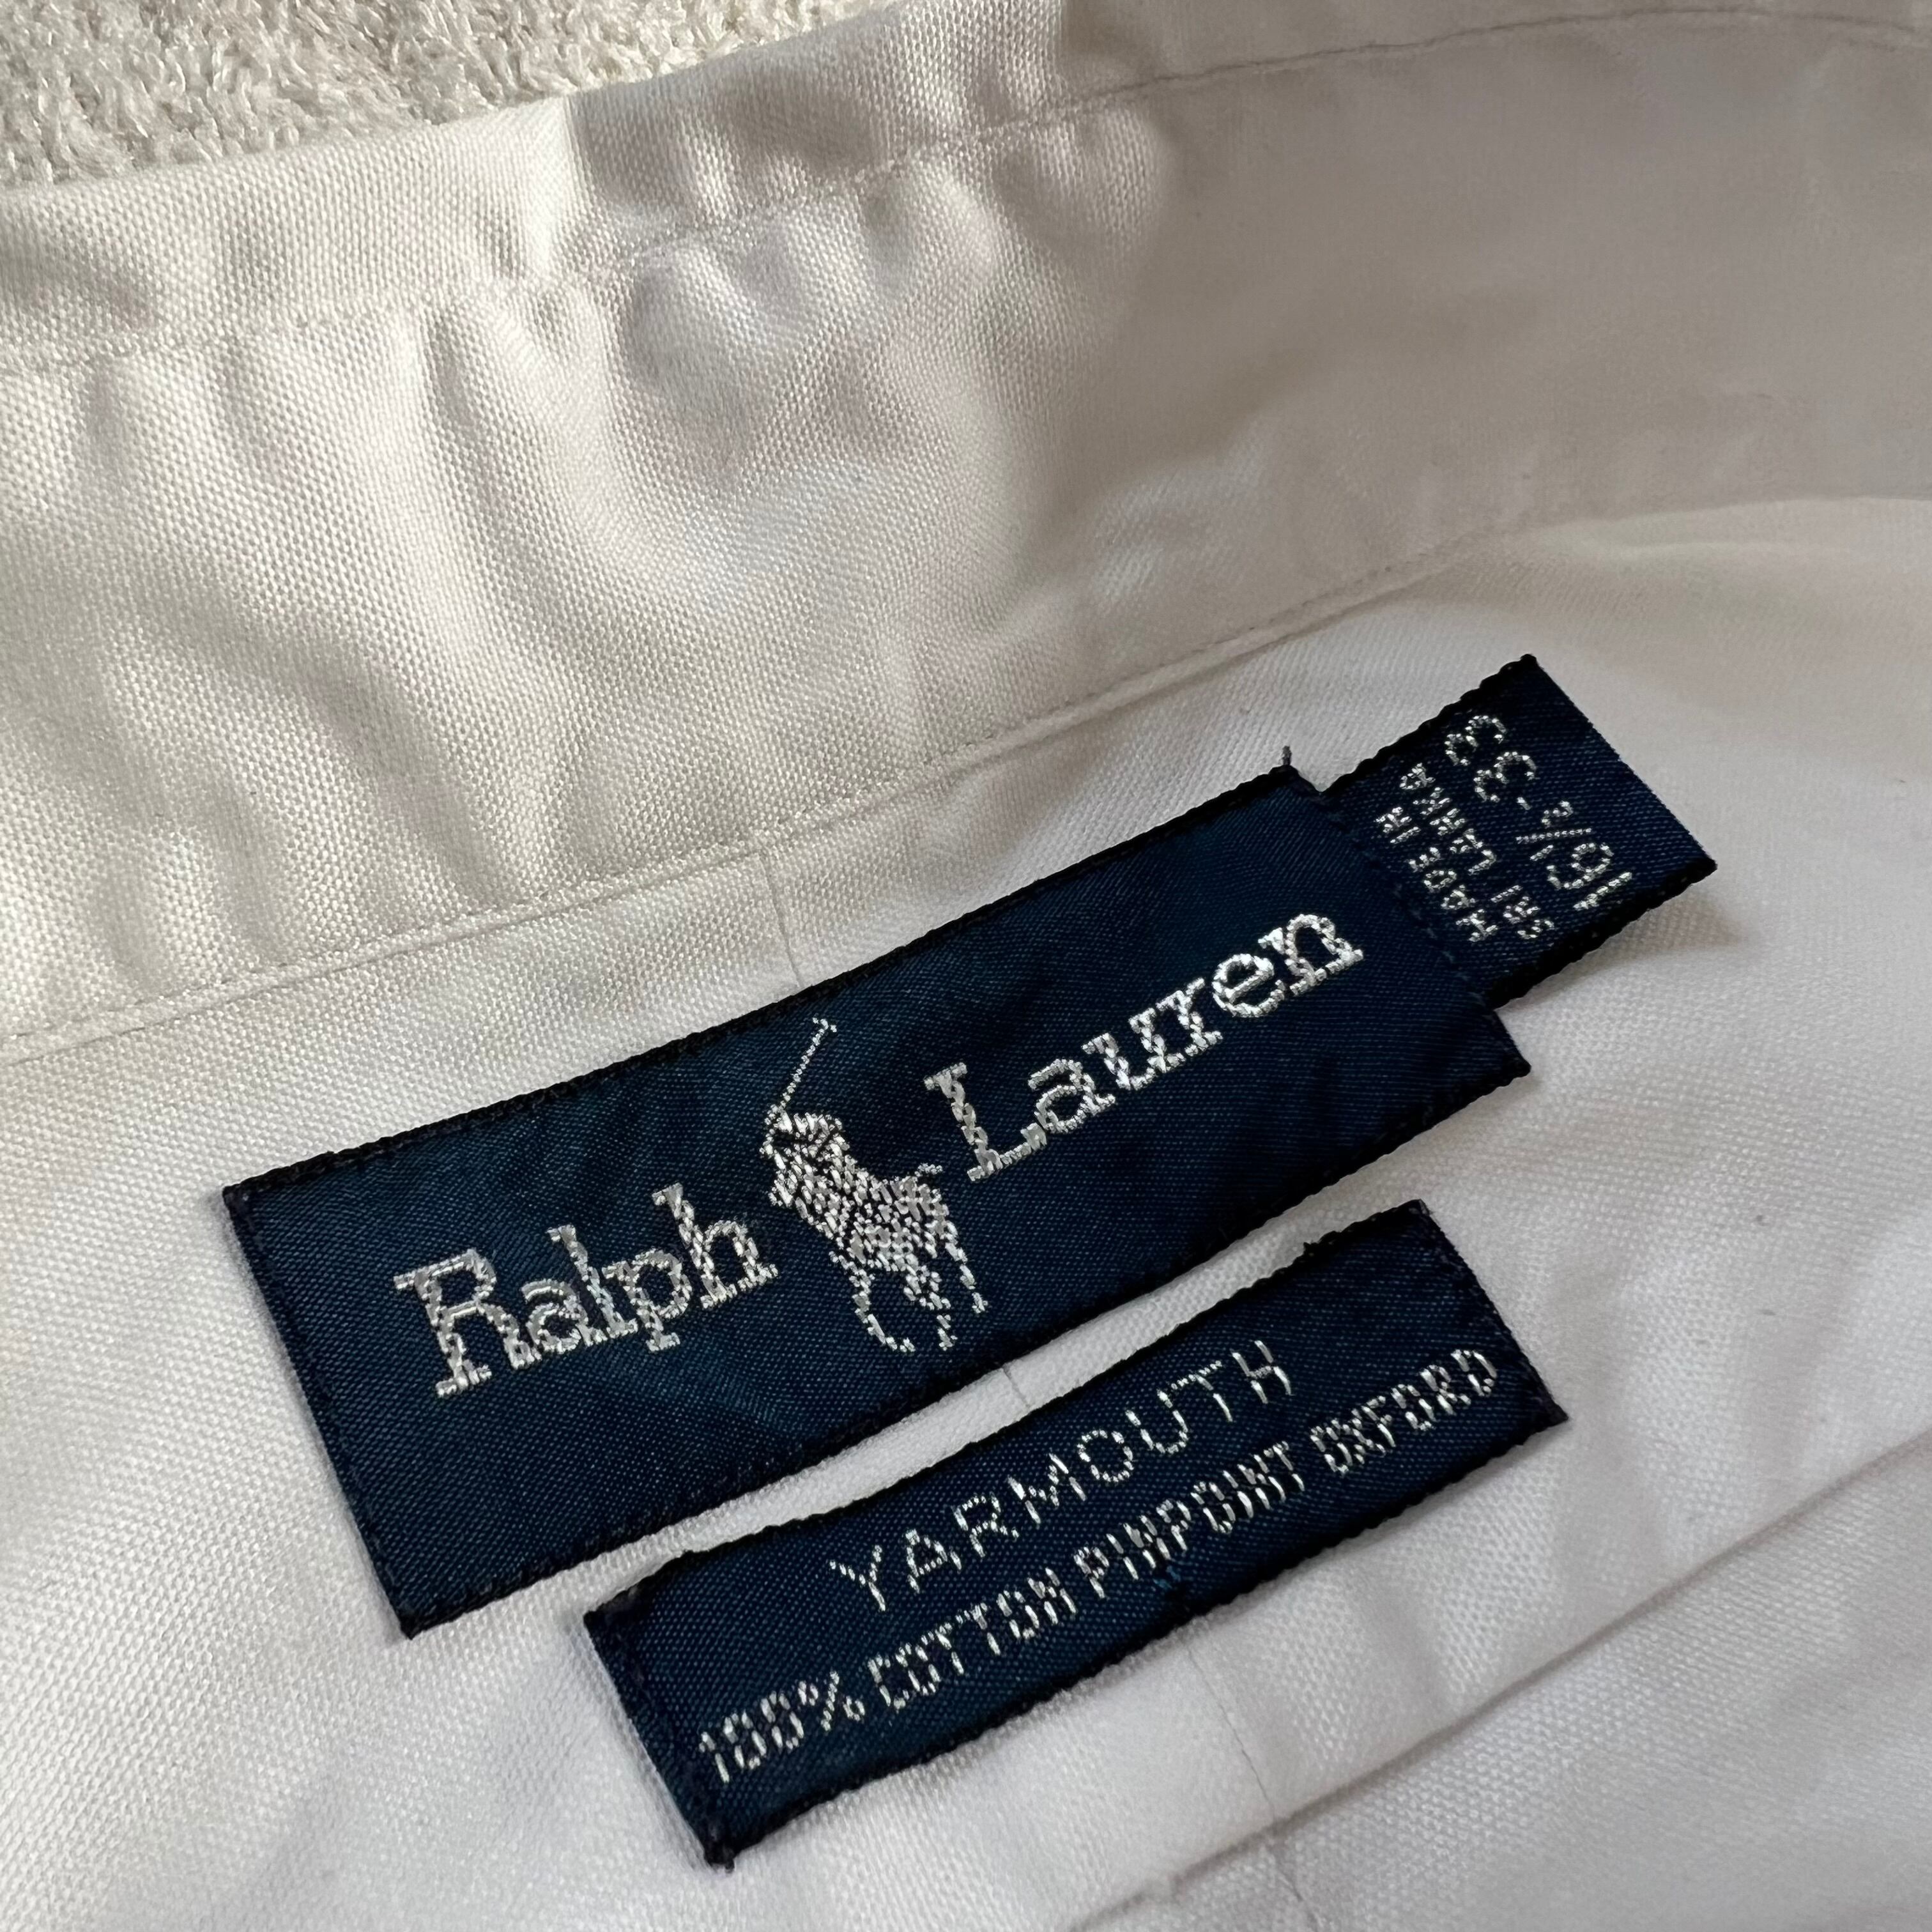 Ralph Lauren
16½-33
MADE IN
SRI LANKA
YARMOUTH
100% COTTON PINPOINT OXFORD